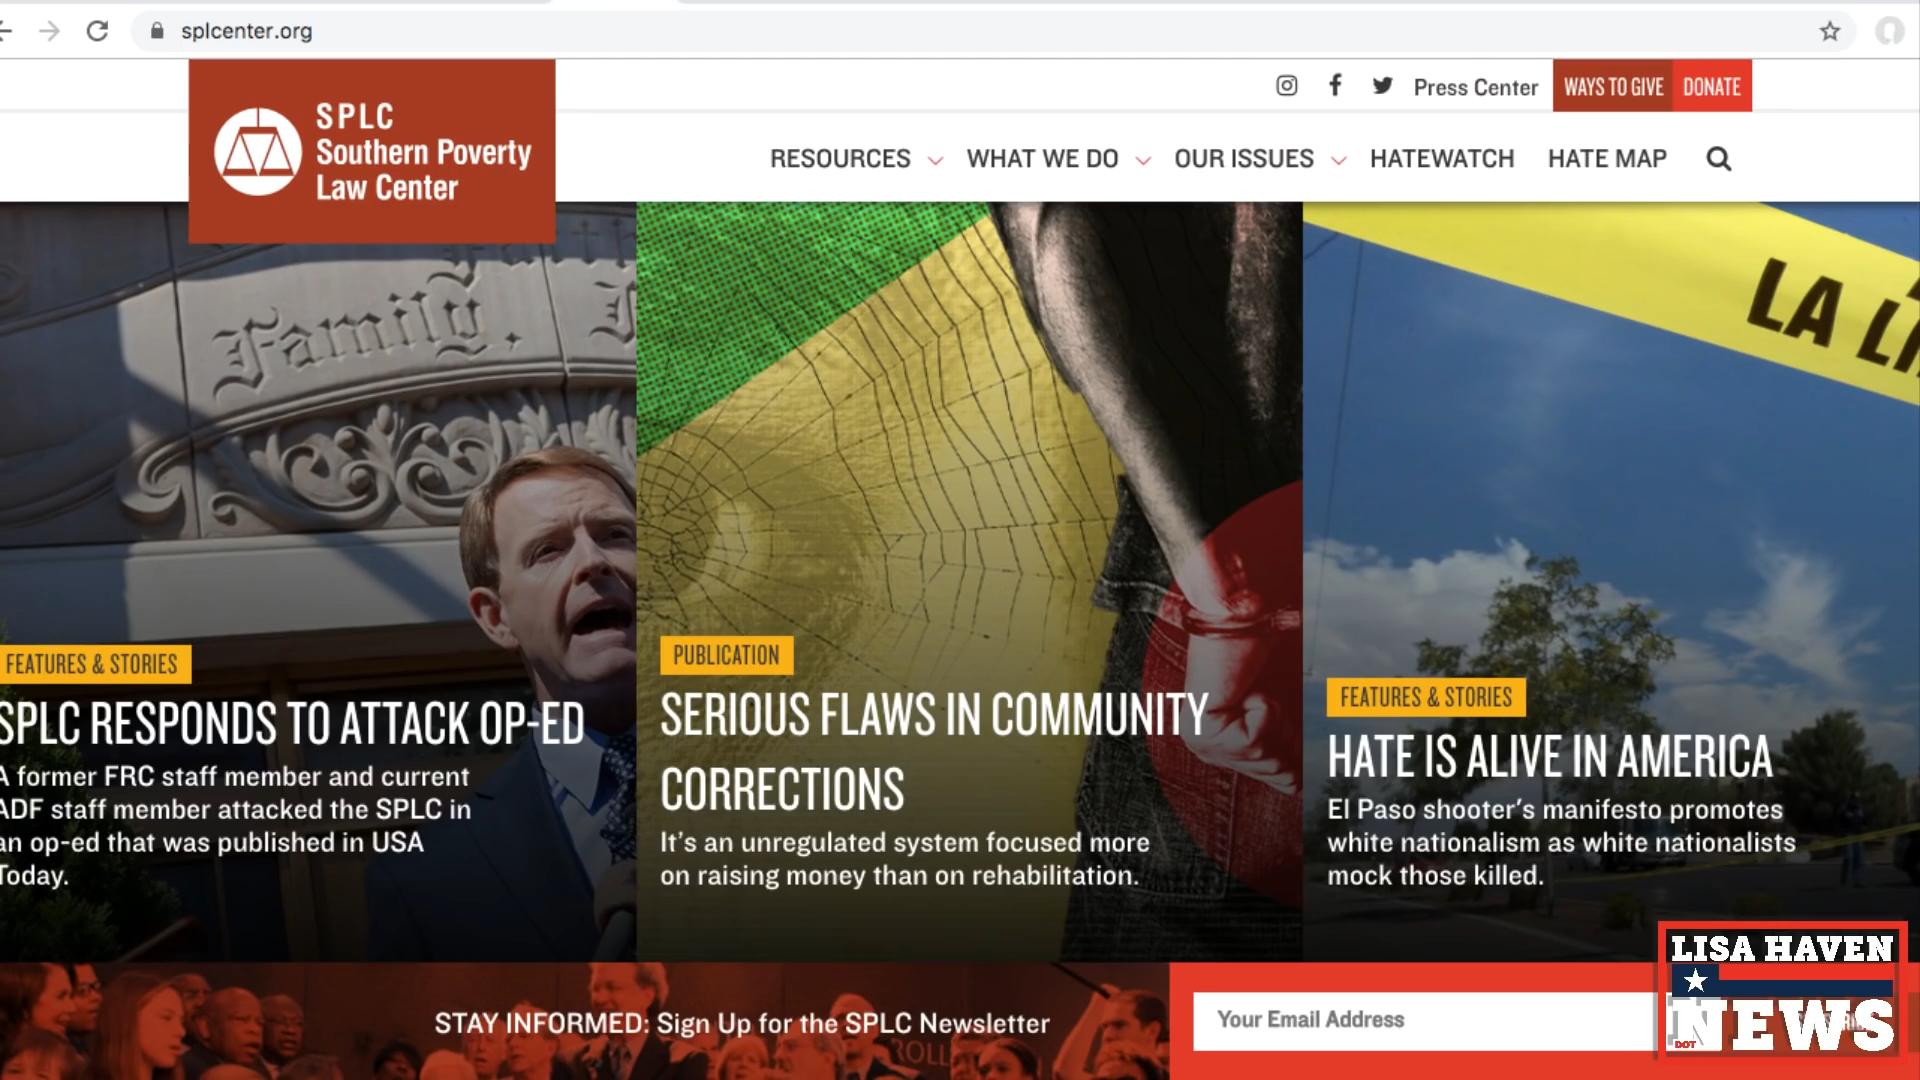 splcenter.org
Press Center
WAYS TO GIVE
DONATE
SPLC
Southern Poverty
Law Center
RESOURCES
WHAT WE DO
OUR ISSUES
HATEWATCH
HATE MAP
Family,
FEATURES & STORIES
SPLC RESPONDS TO ATTACK OP-ED
A former FRC staff member and current
ADF staff member attacked the SPLC in
an op-ed that was published in USA
Today.
PUBLICATION
SERIOUS FLAWS IN COMMUNITY
CORRECTIONS
It's an unregulated system focused more
on raising money than on rehabilitation.
LA
FEATURES & STORIES
HATE IS ALIVE IN AMERICA
El Paso shooter's manifesto promotes
white nationalism as white nationalists
mock those killed.
STAY INFORMED: Sign Up for the SPLC Newsletter
Your Email Address
LISA HAVEN
DOT
NEWS